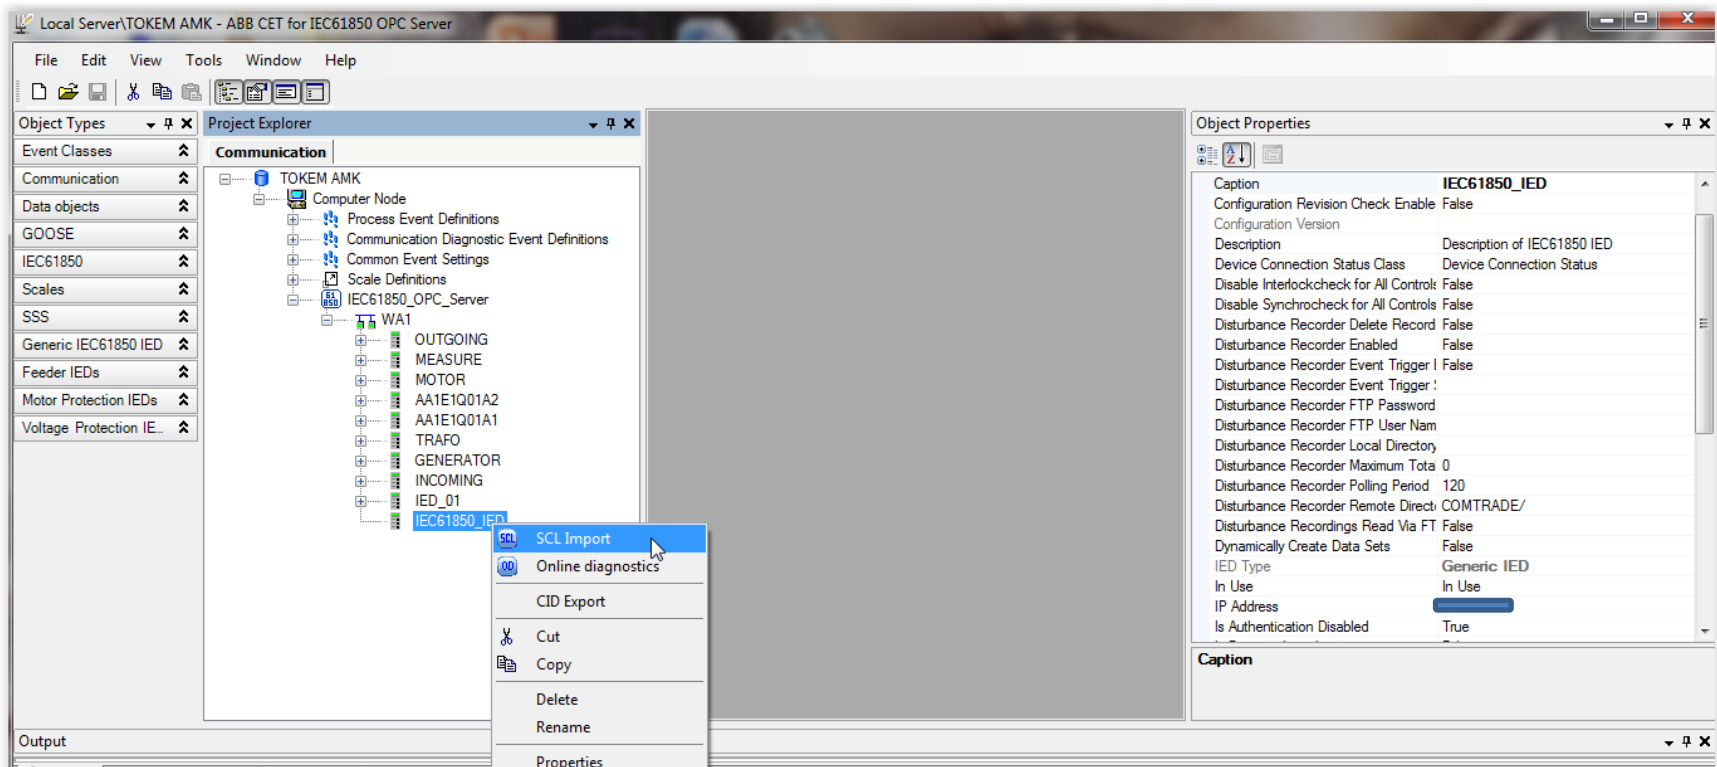 Local Server\TOKEM AMK - ABB CET for IEC61850 OPC Server
File Edit View Tools Window Help
Object Types
Event Classes
Communication
Data objects
GOOSE
IEC61850
Scales
SSS
Generic IEC61850 IED
Feeder IEDs
Motor Protection IEDs
Voltage Protection IE...
Project Explorer
Communication
TOKEM AMK
Computer Node
Process Event Definitions
Communication Diagnostic Event Definitions
Common Event Settings
Scale Definitions
IEC61850_OPC_Server
WA1
OUTGOING
MEASURE
MOTOR
AA1E1Q01A2
AA1E1Q01A1
TRAFO
GENERATOR
INCOMING
IED_01
IEC61850_IED
SCL Import
Online diagnostics
CID Export
Cut
Copy
Delete
Rename
Properties
Object Properties
Caption IEC61850_IED
Configuration Revision Check Enable False
Configuration Version
Description Description of IEC61850 IED
Device Connection Status Class Device Connection Status
Disable Interlockcheck for All Controls False
Disable Synchrocheck for All Controls False
Disturbance Recorder Delete Record False
Disturbance Recorder Enabled False
Disturbance Recorder Event Trigger False
Disturbance Recorder Event Trigger
Disturbance Recorder FTP Password
Disturbance Recorder FTP User Nam
Disturbance Recorder Local Directory
Disturbance Recorder Maximum Total 0
Disturbance Recorder Polling Period 120
Disturbance Recorder Remote Direct COMTRADE/
Disturbance Recordings Read Via FT False
Dynamically Create Data Sets False
IED Type Generic IED
In Use In Use
IP Address
Is Authentication Disabled True
Caption
Output